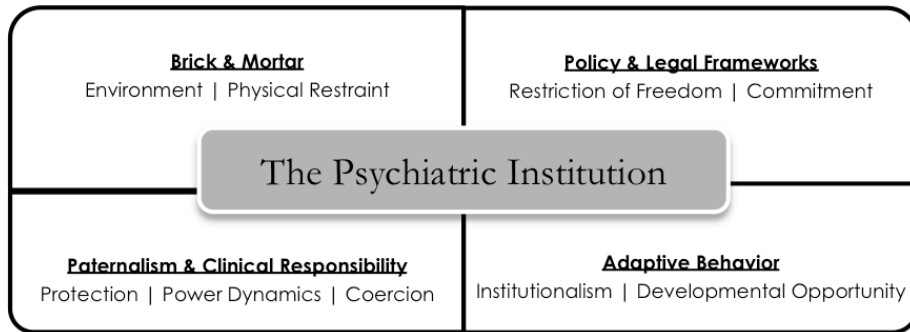 Brick & Mortar
Environment | Physical Restraint
Policy & Legal Frameworks
Restriction of Freedom | Commitment
The Psychiatric Institution
Paternalism & Clinical Responsibility
Protection | Power Dynamics | Coercion
Adaptive Behavior
Institutionalism | Developmental Opportunity